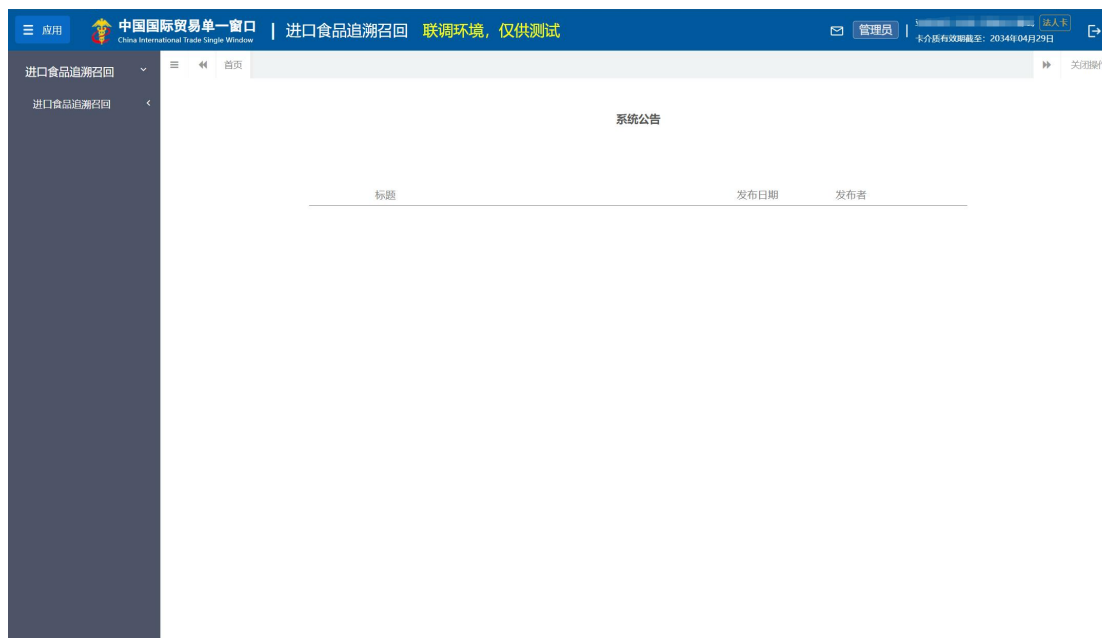 应用
中国国际贸易单一窗口
China International Trade Single Window
进口食品追溯召回 联调环境，仅供测试
管理员
法人卡
卡介质有效期截至：2034年04月29日
进口食品追溯召回
首页
关闭操作
进口食品追溯召回
系统公告
标题 发布日期 发布者